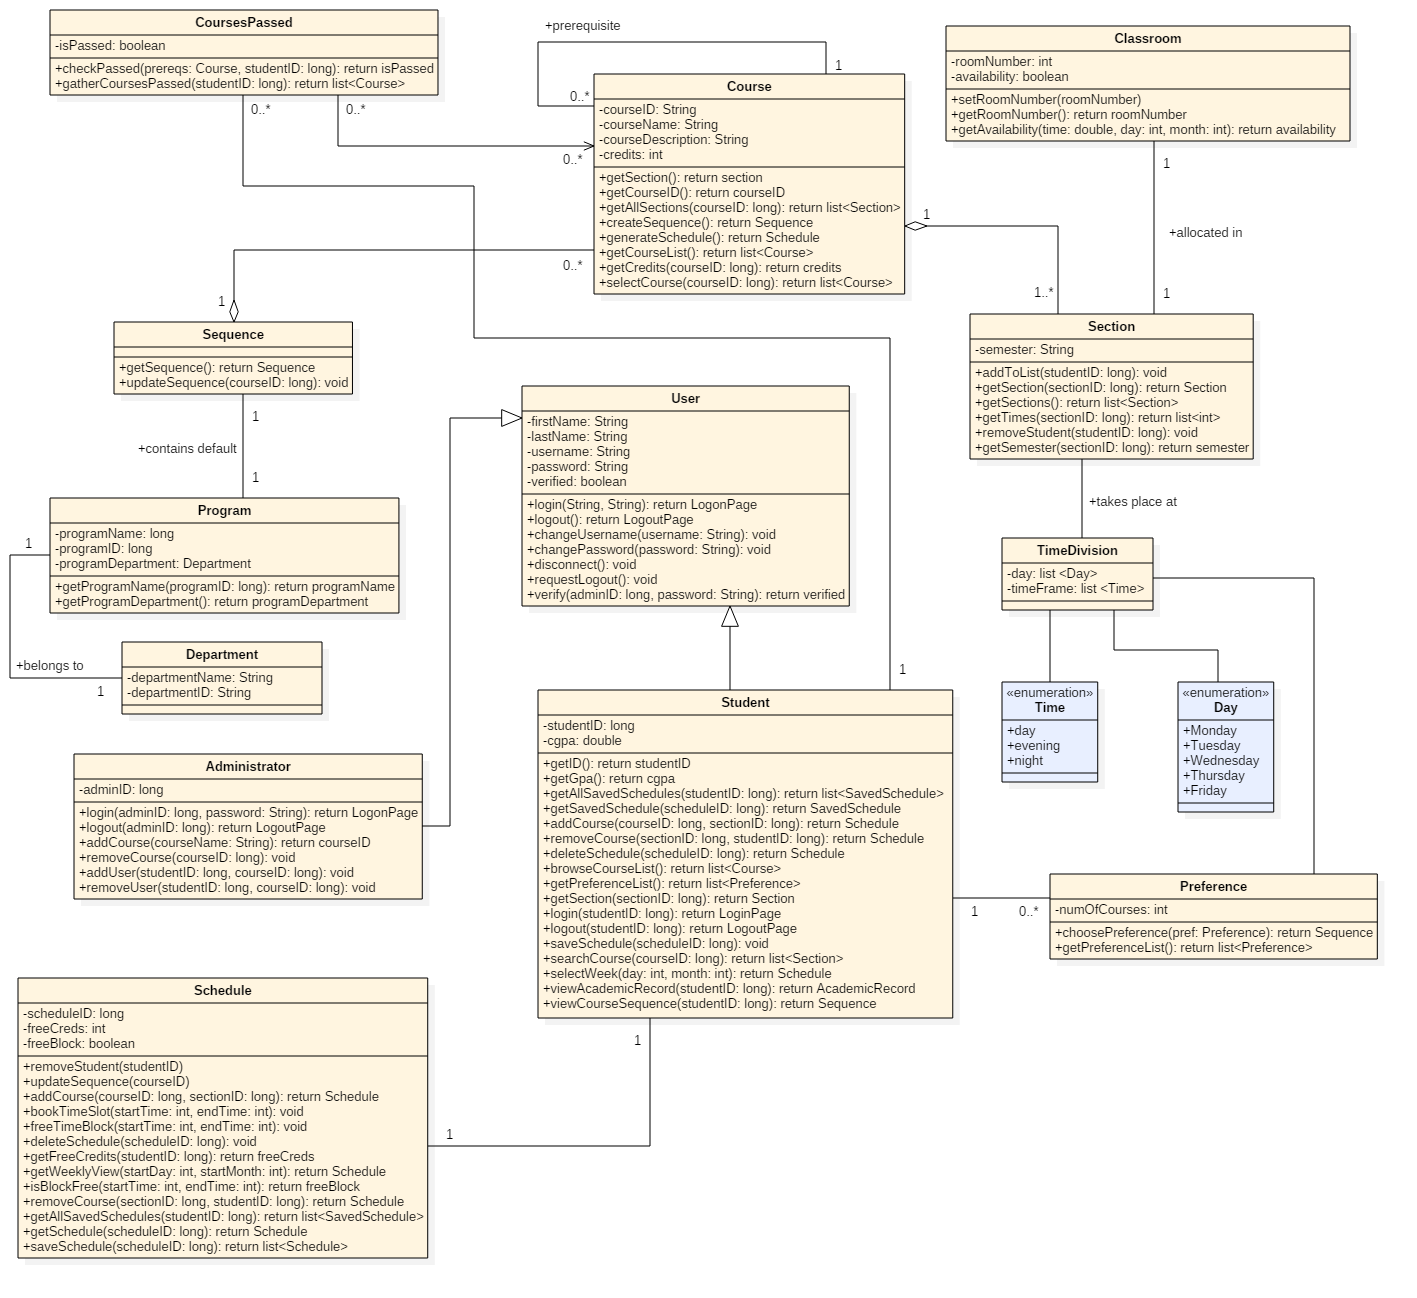 CoursesPassed
-isPassed: boolean
+checkPassed(prereqs: Course, studentID: long): return isPassed
+gatherCoursesPassed(studentID: long): return list<Course>
0..*
0..*
+prerequisite
1
0..*
0..*
Course
-courseID: String
-courseName: String
-courseDescription: String
-credits: int
+getSection(): return section
+getCourseID(): return courseID
+getAllSections(courseID: long): return list<Section>
+createSequence(): return Sequence
+generateSchedule(): return Schedule
+getCourseList(): return list<Course>
+getCredits(courseID: long): return credits
+selectCourse(courseID: long): return list<Course>
0..*
1
1
1..*
Classroom
-roomNumber: int
-availability: boolean
+setRoomNumber(roomNumber)
+getRoomNumber(): return roomNumber
+getAvailability(time: double, day: int, month: int): return availability
1
+allocated in
1
Sequence
+getSequence(): return Sequence
+updateSequence(courseID: long): void
1
+contains default
1
Section
-semester: String
+addToList(studentID: long): void
+getSection(sectionID: long): return Section
+getSections(): return list<Section>
+getTimes(sectionID: long): return list<int>
+removeStudent(studentID: long): void
+getSemester(sectionID: long): return semester
+takes place at
User
-firstName: String
-lastName: String
-username: String
-password: String
-verified: boolean
+login(String, String): return LogonPage
+logout(): return LogoutPage
+changeUsername(username: String): void
+changePassword(password: String): void
+disconnect(): void
+requestLogout(): void
+verify(adminID: long, password: String): return verified
Program
-programName: long
-programID: long
-programDepartment: Department
+getProgramName(programID: long): return programName
+getProgramDepartment(): return programDepartment
1
+belongs to
1
Department
-departmentName: String
-departmentID: String
TimeDivision
-day: list <Day>
-timeFrame: list <Time>
«enumeration»
Time
+day
+evening
+night
«enumeration»
Day
+Monday
+Tuesday
+Wednesday
+Thursday
+Friday
1
Student
-studentID: long
-cgpa: double
+getID(): return studentID
+getGpa(): return cgpa
+getAllSavedSchedules(studentID: long): return list<SavedSchedule>
+getSavedSchedule(scheduleID: long): return SavedSchedule
+addCourse(courseID: long, sectionID: long): return Schedule
+removeCourse(sectionID: long, studentID: long): return Schedule
+deleteSchedule(scheduleID: long): return Schedule
+browseCourseList(): return list<Course>
+getPreferenceList(): return list<Preference>
+getSection(sectionID: long): return Section
+login(studentID: long): return LoginPage
+logout(studentID: long): return LogoutPage
+saveSchedule(scheduleID: long): void
+searchCourse(courseID: long): return list<Section>
+selectWeek(day: int, month: int): return Schedule
+viewAcademicRecord(studentID: long): return AcademicRecord
+viewCourseSequence(studentID: long): return Sequence
Administrator
-adminID: long
+login(adminID: long, password: String): return LogonPage
+logout(adminID: long): return LogoutPage
+addCourse(courseName: String): return courseID
+removeCourse(courseID: long): void
+addUser(studentID: long, courseID: long): void
+removeUser(studentID: long, courseID: long): void
1
0..*
Preference
-numOfCourses: int
+choosePreference(pref: Preference): return Sequence
+getPreferenceList(): return list<Preference>
1
1
Schedule
-scheduleID: long
-freeCreds: int
-freeBlock: boolean
+removeStudent(studentID)
+updateSequence(courseID)
+addCourse(courseID: long, sectionID: long): return Schedule
+bookTimeSlot(startTime: int, endTime: int): void
+freeTimeBlock(startTime: int, endTime: int): void
+deleteSchedule(scheduleID: long): void
+getFreeCredits(studentID: long): return freeCreds
+getWeeklyView(startDay: int, startMonth: int): return Schedule
+isBlockFree(startTime: int, endTime: int): return freeBlock
+removeCourse(sectionID: long, studentID: long): return Schedule
+getAllSavedSchedules(studentID: long): return list<SavedSchedule>
+getSchedule(scheduleID: long): return Schedule
+saveSchedule(scheduleID: long): return list<Schedule>